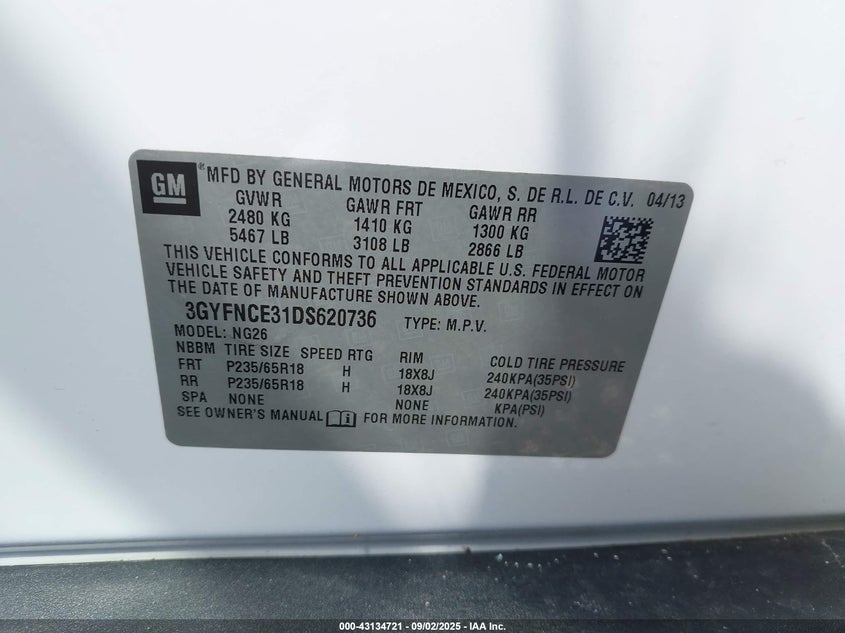 GM ® MFD BY GENERAL MOTORS DE MEXICO, S. DE R.L. DE C.V. 04/13
GVWR GAWR FRT GAWR RR
2480 KG 1410 KG 1300 KG
5467 LB 3108 LB 2866 LB
THIS VEHICLE CONFORMS TO ALL APPLICABLE U.S. FEDERAL MOTOR
VEHICLE SAFETY AND THEFT PREVENTION STANDARDS IN EFFECT ON
THE DATE OF MANUFACTURE SHOWN ABOVE.
3GYFNCE31DS620736 TYPE: M.P.V.
MODEL: NG26
NBBM TIRE SIZE SPEED RTG RIM COLD TIRE PRESSURE
FRT P235/65R18 H 18X8J 240KPA(35PSI)
RR P235/65R18 H 18X8J 240KPA(35PSI)
SPA NONE NONE KPA(PSI)
SEE OWNER'S MANUAL FOR MORE INFORMATION.
000-43134721 | 09/02/2025 - IAA Inc.